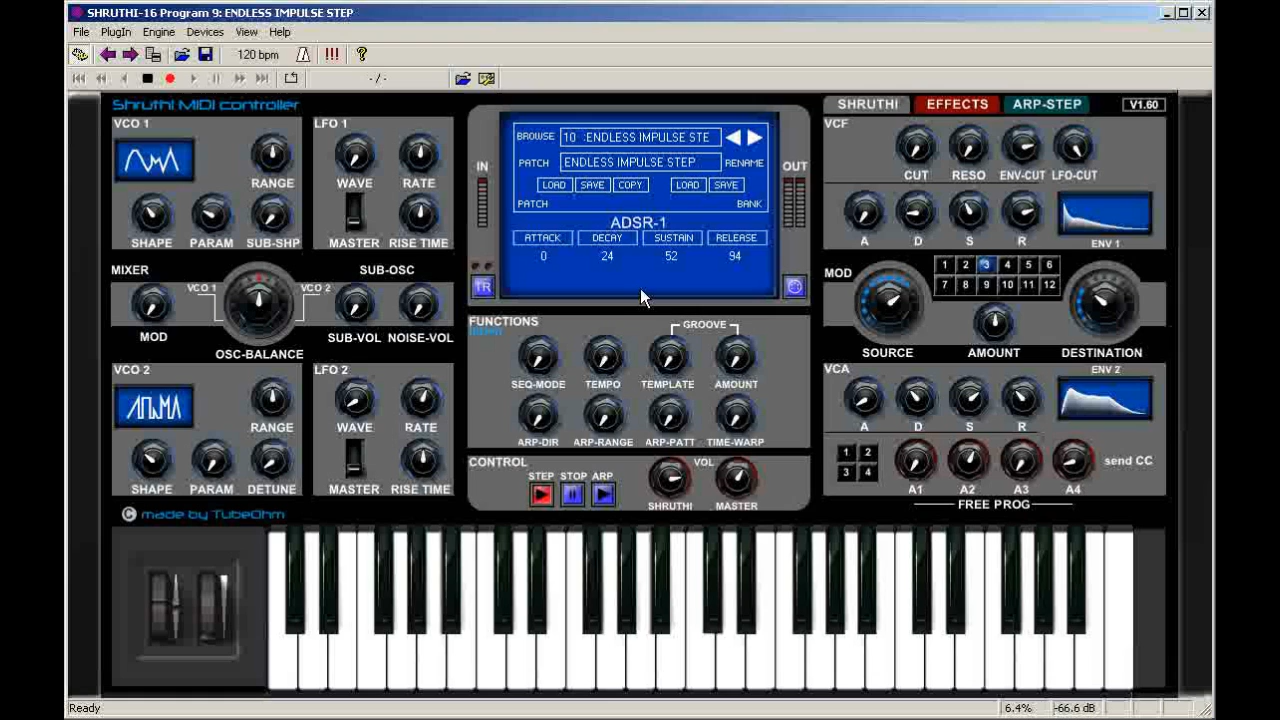 SHRUTHI-16 Program 9: ENDLESS IMPULSE STEP
File PlugIn Engine Devices View Help
120 bpm !!! ?
- / -
Shruthi MIDI controller
SHRUTHI EFFECTS ARP-STEP V1.60
VCO 1 LFO 1
RANGE WAVE RATE
SHAPE PARAM SUB-SHP MASTER RISE TIME
BROWSE 10 :ENDLESS IMPULSE STE
PATCH ENDLESS IMPULSE STEP RENAME
LOAD SAVE COPY LOAD SAVE
PATCH BANK
ADSR-1
ATTACK DECAY SUSTAIN RELEASE
0 24 52 94
IN OUT
TR
VCF
CUT RESO ENV-CUT LFO-CUT
A D S R ENV 1
MIXER SUB-OSC
VCO 1 VCO 2
MOD SUB-VOL NOISE-VOL
OSC-BALANCE
MOD 1 2 3 4 5 6
7 8 9 10 11 12
SOURCE AMOUNT DESTINATION
VCO 2 LFO 2
RANGE WAVE RATE
SHAPE PARAM DETUNE MASTER RISE TIME
FUNCTIONS GROOVE
SEQ-MODE TEMPO TEMPLATE AMOUNT
ARP-DIR ARP-RANGE ARP-PATT TIME-WARP
CONTROL STEP STOP ARP VOL
SHRUTHI MASTER
VCA ENV 2
A D S R
1 2
3 4
send CC
A1 A2 A3 A4
FREE PROG
C made by TubeOhm
Ready 6.4% -66.6 dB